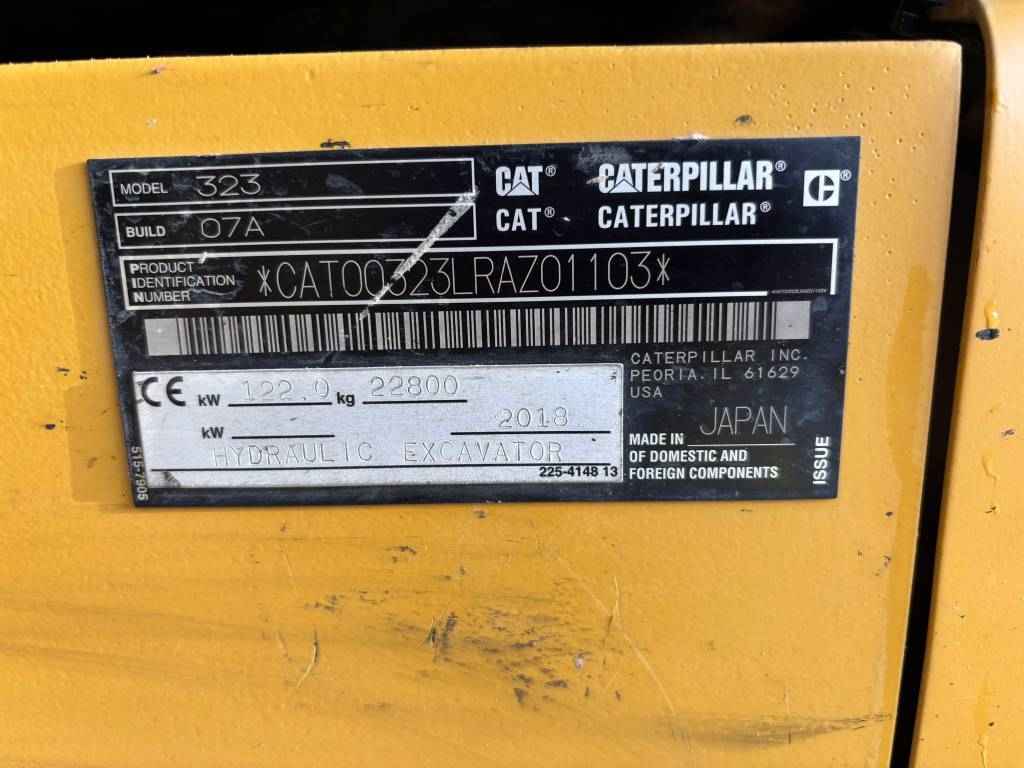 MODEL 323
BUILD 07A
CAT® CATERPILLAR® C®
CAT® CATERPILLAR®
PRODUCT
IDENTIFICATION
NUMBER
*CAT00323LRAZ01103*
CATERPILLAR INC.
PEORIA. IL 61629
USA
CE kW 122.0 kg 22800
kW 2018
HYDRAULIC EXCAVATOR
225-4148 13
515-7905
MADE IN JAPAN
OF DOMESTIC AND
FOREIGN COMPONENTS
ISSUE